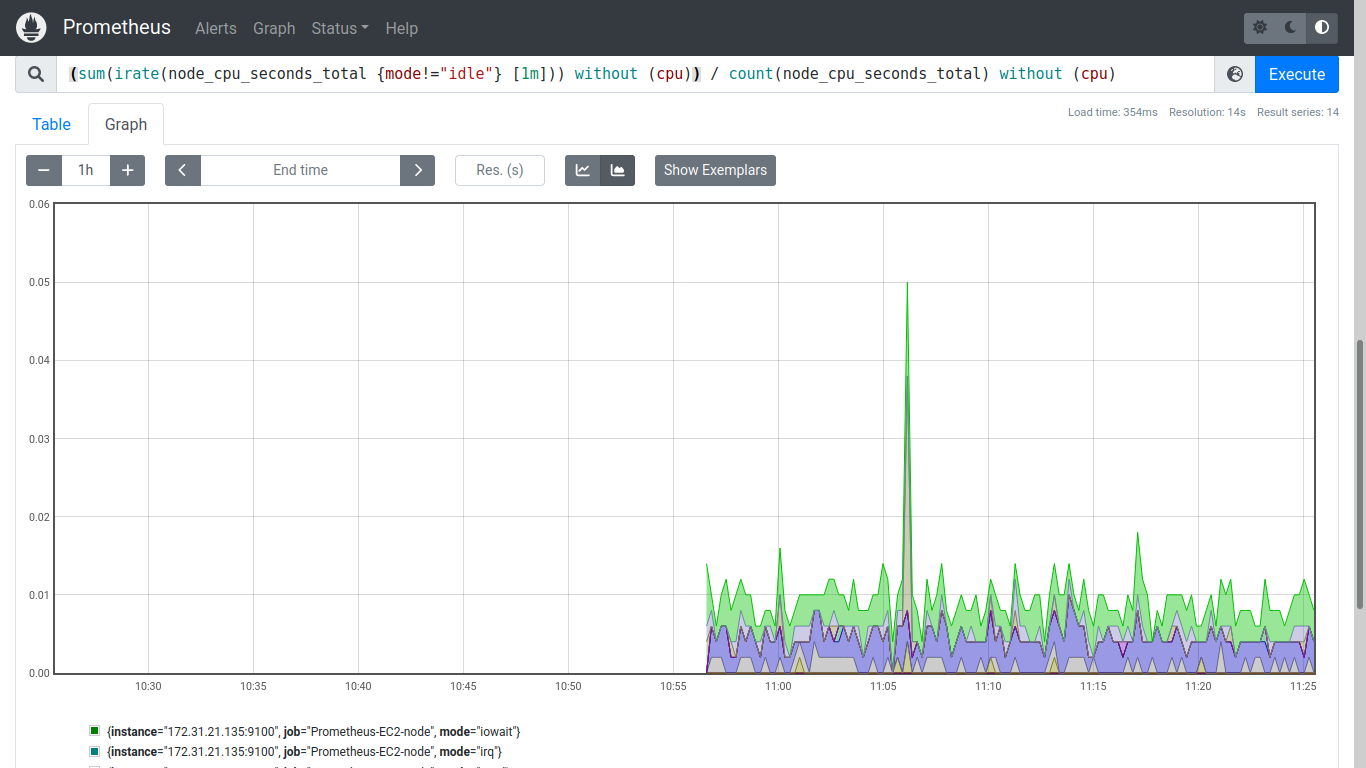 Prometheus Alerts Graph Status Help
(sum(irate(node_cpu_seconds_total {mode!="idle"} [1m])) without (cpu)) / count(node_cpu_seconds_total) without (cpu) Execute
Load time: 354ms Resolution: 14s Result series: 14
Table Graph
− 1h + End time Res. (s) Show Exemplars
0.06
0.05
0.04
0.03
0.02
0.01
0.00
10:30 10:35 10:40 10:45 10:50 10:55 11:00 11:05 11:10 11:15 11:20 11:25
{instance="172.31.21.135:9100", job="Prometheus-EC2-node", mode="iowait"}
{instance="172.31.21.135:9100", job="Prometheus-EC2-node", mode="irq"}